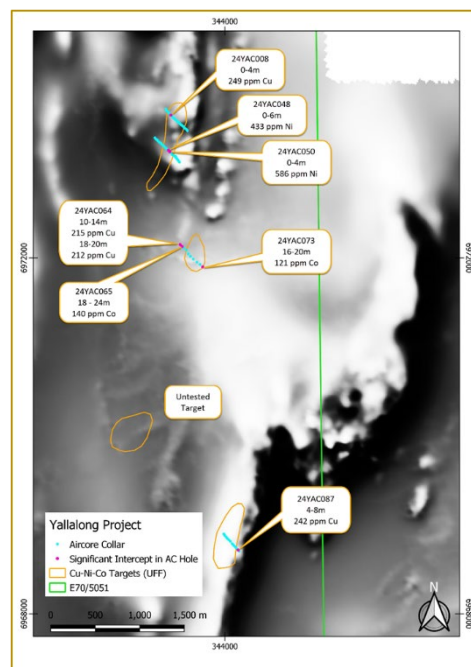 344000
24YAC008
0-4m
249 ppm Cu
24YAC048
0-6m
433 ppm Ni
24YAC050
0-4m
586 ppm Ni
24YAC064
10-14m
215 ppm Cu
18-20m
212 ppm Cu
24YAC073
16-20m
121 ppm Co
6972000
6972000
24YAC065
18 - 24m
140 ppm Co
Untested
Target
24YAC087
4-8m
242 ppm Cu
Yallalong Project
Aircore Collar
Significant Intercept in AC Hole
Cu-Ni-Co Targets (UFF)
E70/5051
0 500 1,000 1,500 m
N
6968000
6968000
344000